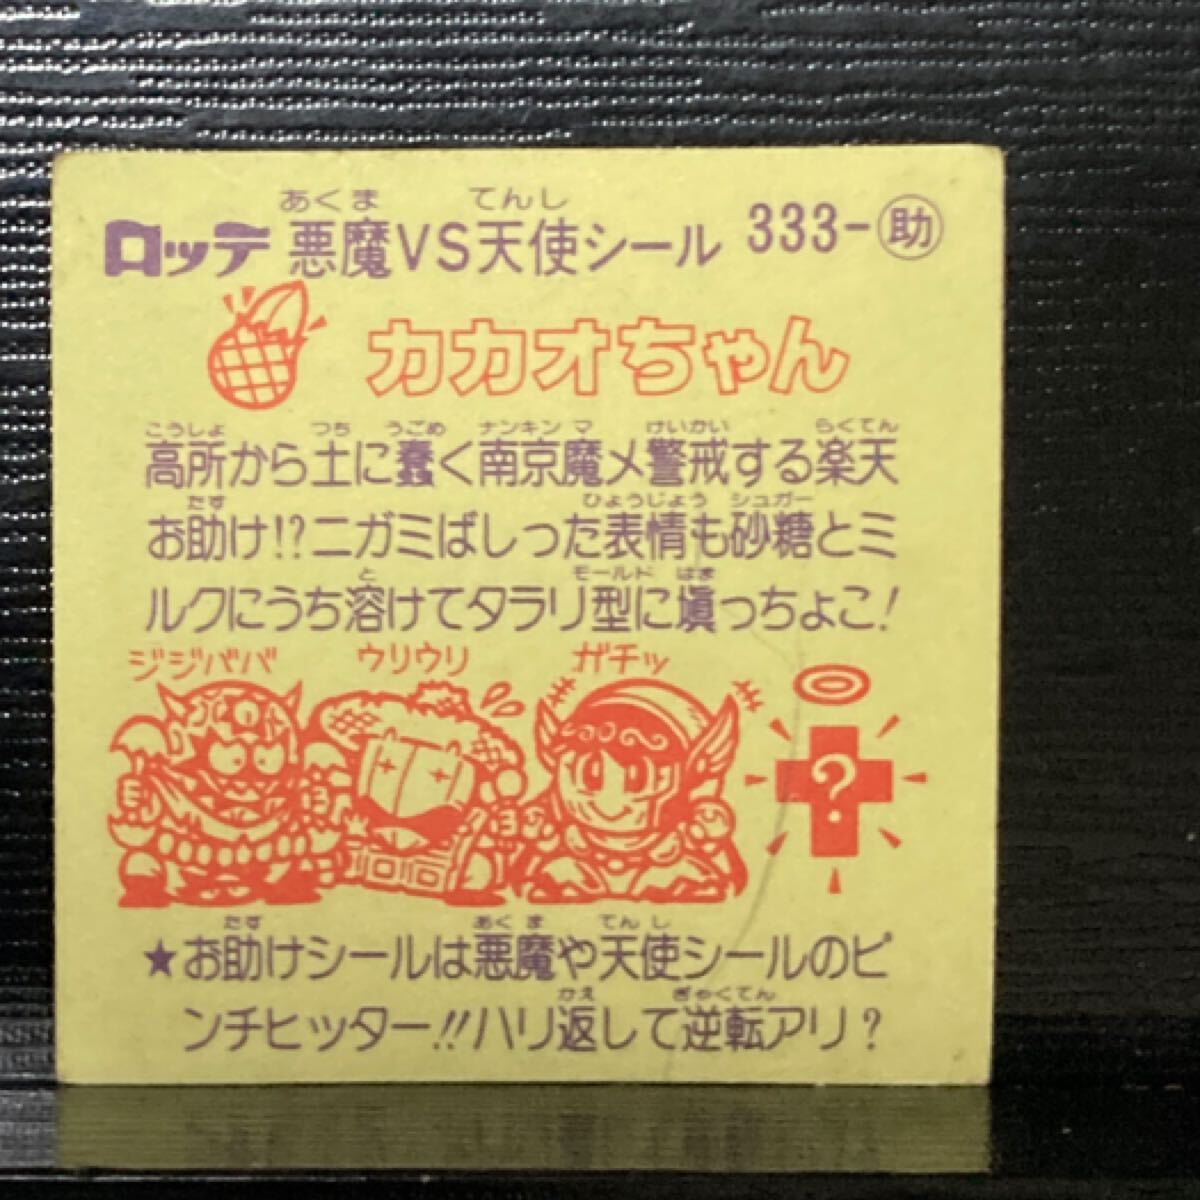 あくま てんし
ロッテ 悪魔VS天使シール 333-助
カカオちゃん
こうしょ つち うごめ ナンキン マ けいかい らくてん
高所から土に蠢く南京魔メ警戒する楽天
たす ひょうじょう シュガー
お助け!?ニガミばしった表情も砂糖とミ
と モールド はま
ルクにうち溶けてタラリ型に塡っちょこ!
ジジババ ウリウリ ガチッ
?
たす あくま てんし
★お助けシールは悪魔や天使シールのピ
かえ ぎゃくてん
ンチヒッター!!ハリ返して逆転アリ?